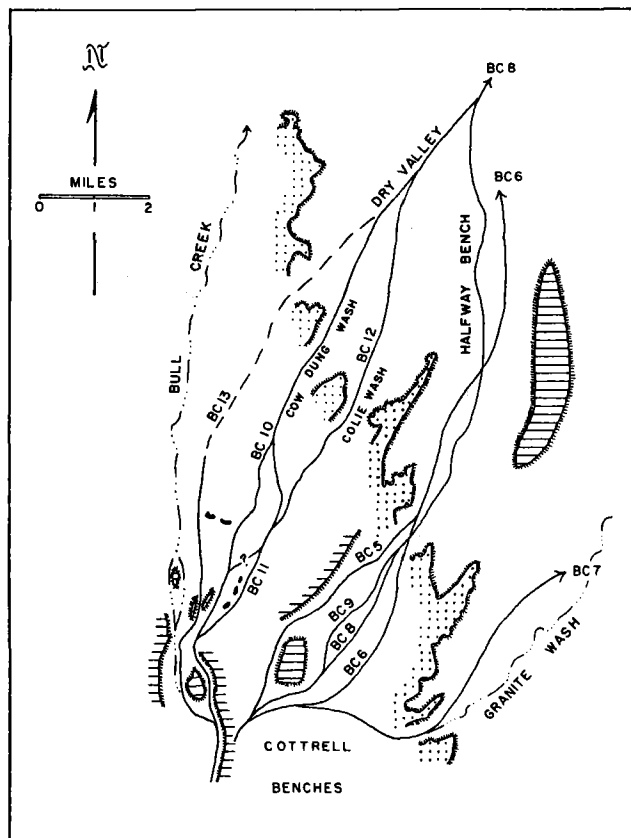 N
BC 8
MILES
0 2
BC 6
DRY VALLEY
CREEK
BULL
HALFWAY BENCH
COW DUNG WASH
BC 12
COLIE WASH
BC 13
BC 10
BC 11
?
BC 5
BC 9
BC 8
BC 6
BC 7
GRANITE WASH
COTTRELL
BENCHES